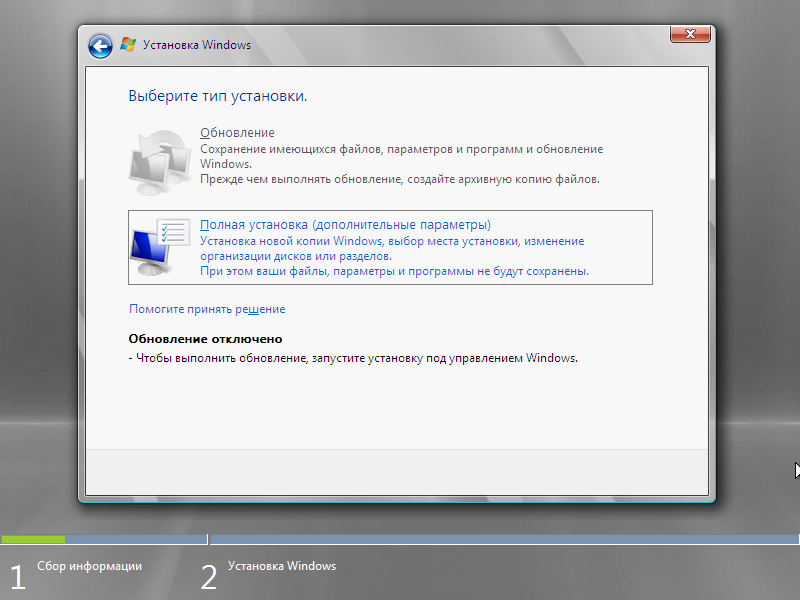 Установка Windows
Выберите тип установки.
Обновление
Сохранение имеющихся файлов, параметров и программ и обновление
Windows.
Прежде чем выполнять обновление, создайте архивную копию файлов.
Полная установка (дополнительные параметры)
Установка новой копии Windows, выбор места установки, изменение
организации дисков или разделов.
При этом ваши файлы, параметры и программы не будут сохранены.
Помогите принять решение
Обновление отключено
- Чтобы выполнить обновление, запустите установку под управлением Windows.
1 Сбор информации
2 Установка Windows